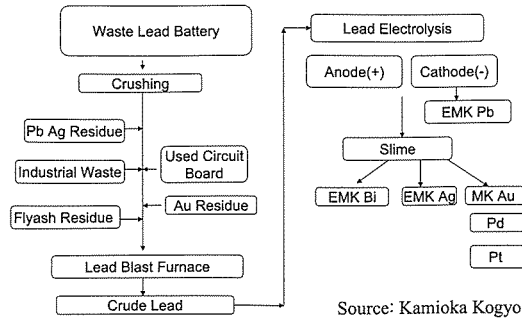 Waste Lead Battery
Crushing
Pb Ag Residue
Industrial Waste
Used Circuit
Board
Au Residue
Flyash Residue
Lead Blast Furnace
Crude Lead
Lead Electrolysis
Anode(+)
Cathode(-)
EMK Pb
Slime
EMK Bi
EMK Ag
MK Au
Pd
Pt
Source: Kamioka Kogyo